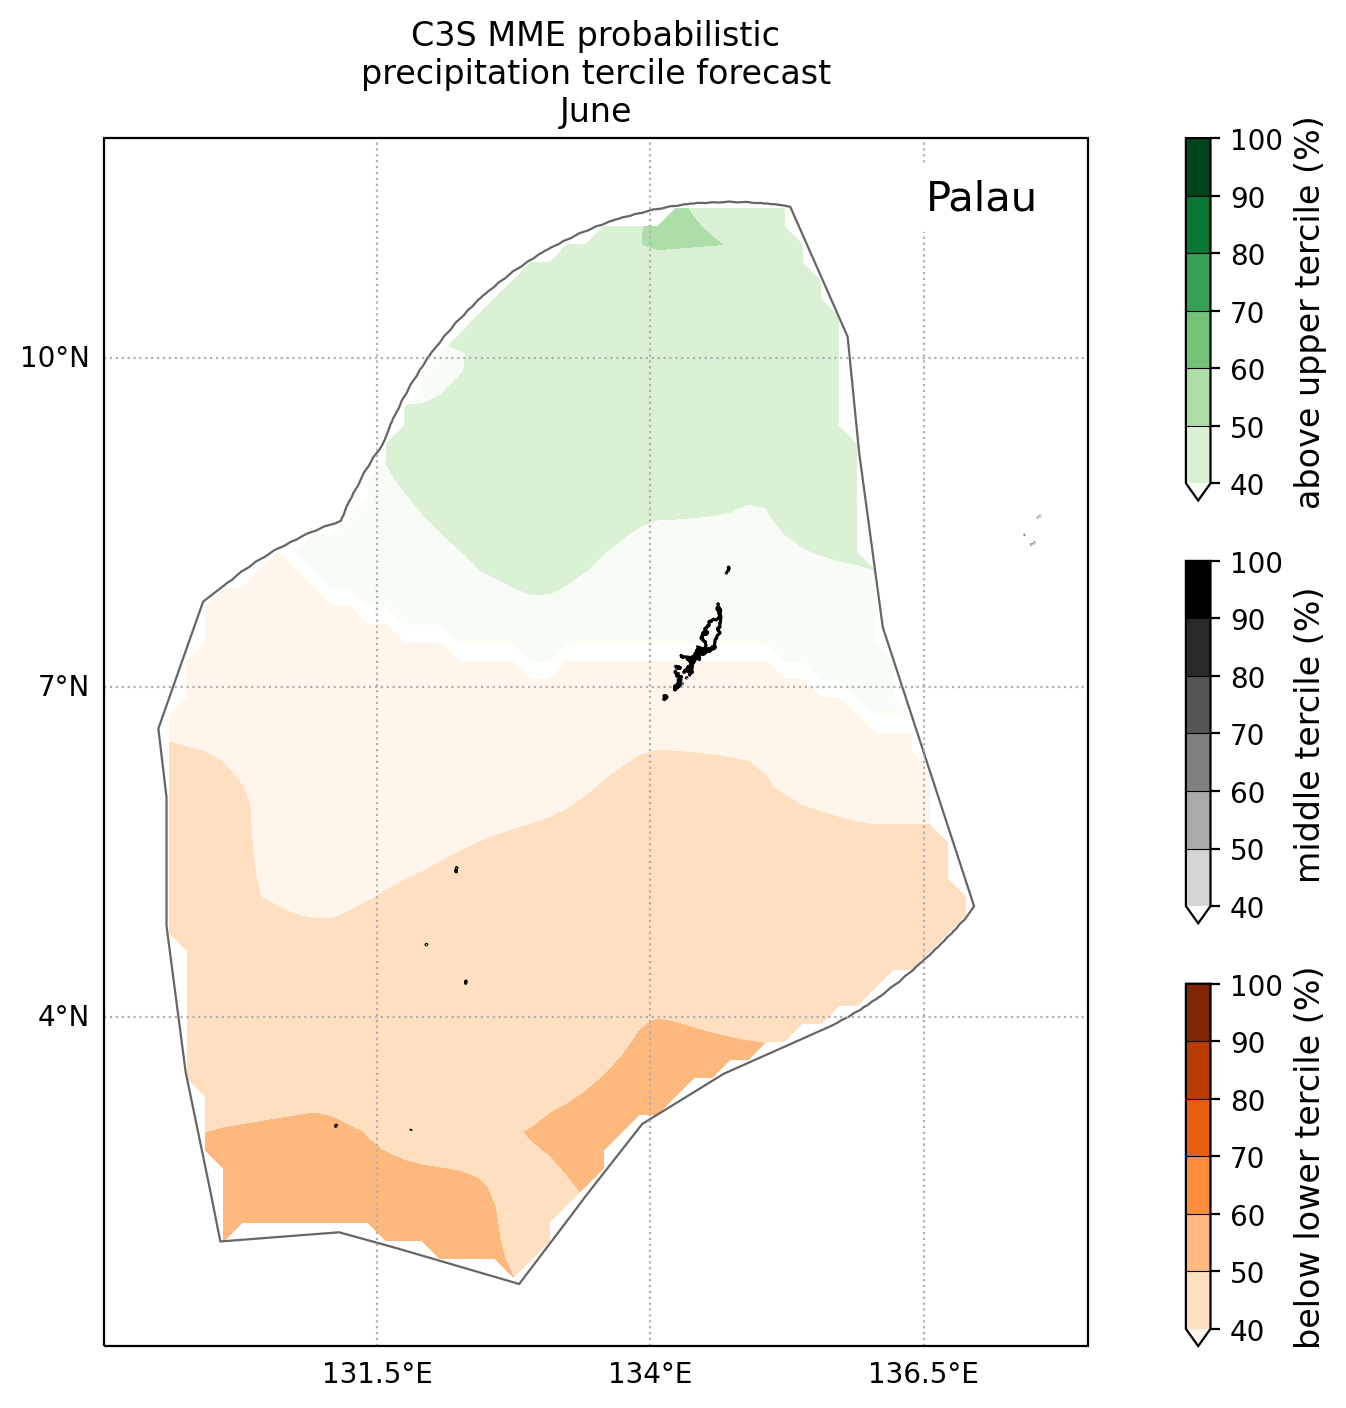 C3S MME probabilistic
precipitation tercile forecast
June
Palau
10°N
7°N
4°N
131.5°E
134°E
136.5°E
100
90
80
70
60
50
40
above upper tercile (%)
100
90
80
70
60
50
40
middle tercile (%)
100
90
80
70
60
50
40
below lower tercile (%)